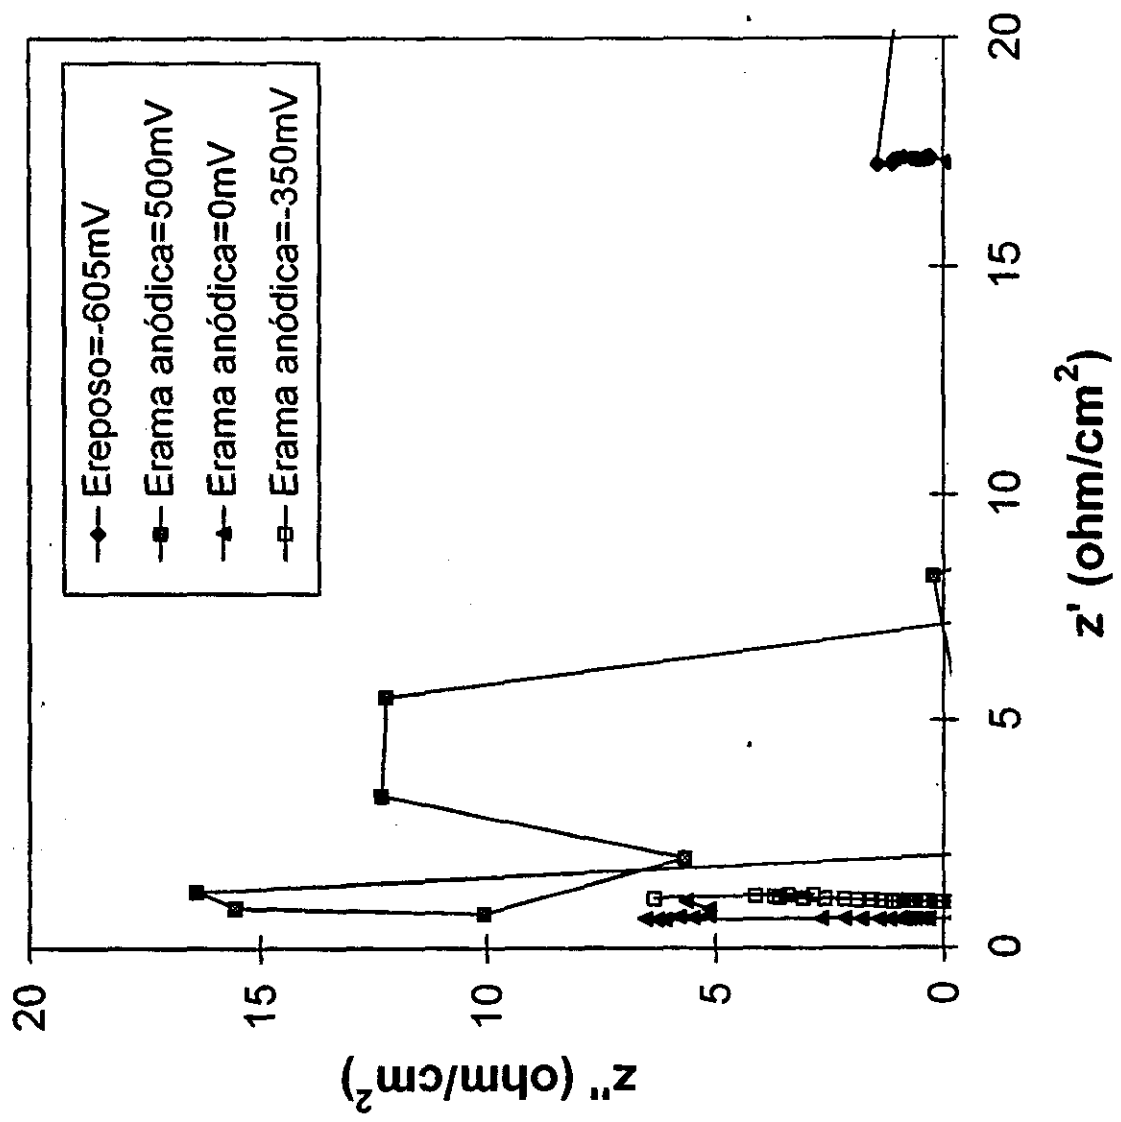 z'' (ohm/cm²)
20
15
10
5
0
Ereposo=-605mV
Erama anódica=500mV
Erama anódica=0mV
Erama anódica=-350mV
0
5
10
15
20
z' (ohm/cm²)